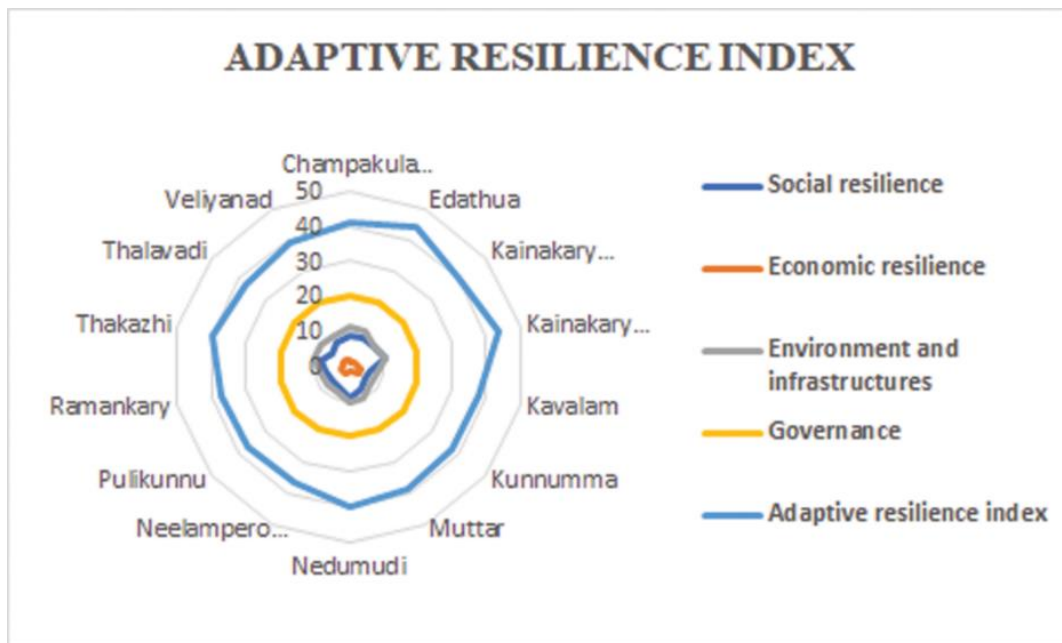 ADAPTIVE RESILIENCE INDEX
Champakula...
Edathua
Kainakary...
Kainakary...
Kavalam
Kunnumma
Muttar
Nedumudi
Neelampero...
Pulikunnu
Ramankary
Thakazhi
Thalavadi
Veliyanad
50
40
30
20
10
0
Social resilience
Economic resilience
Environment and
infrastructures
Governance
Adaptive resilience index